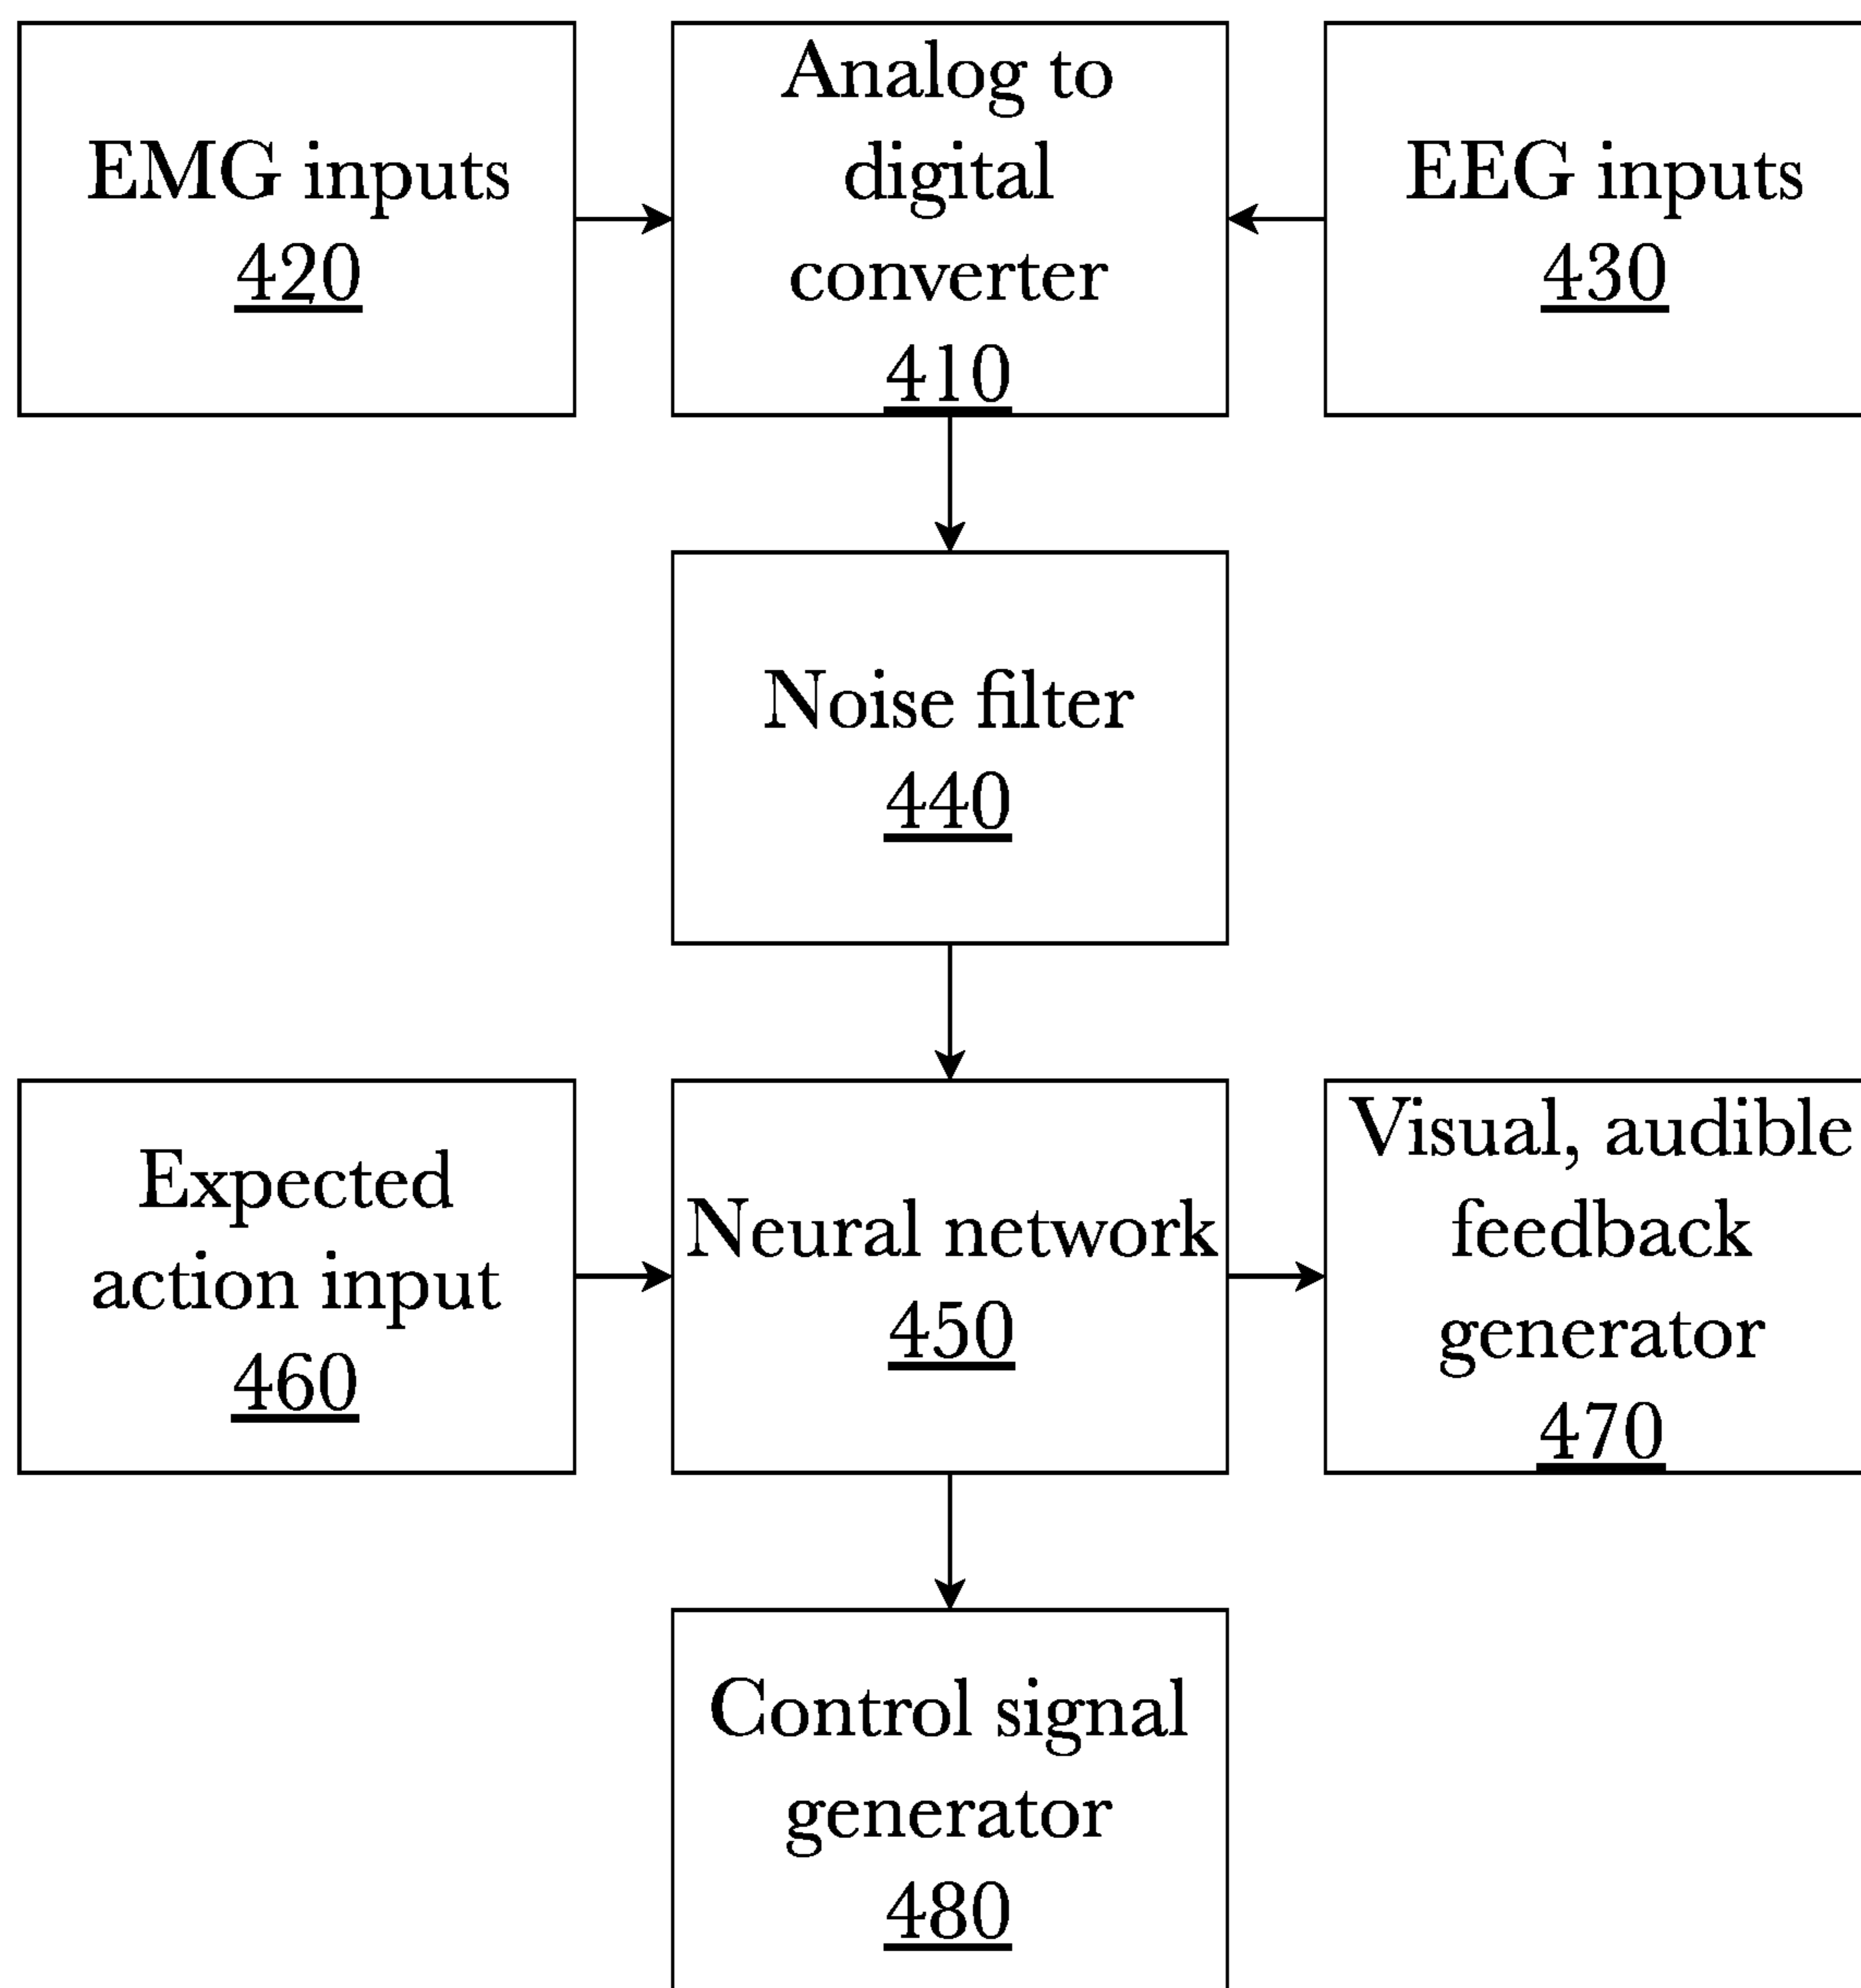 EMG inputs
420
Analog to
digital
converter
410
EEG inputs
430
Noise filter
440
Expected
action input
460
Neural network
450
Visual, audible
feedback
generator
470
Control signal
generator
480